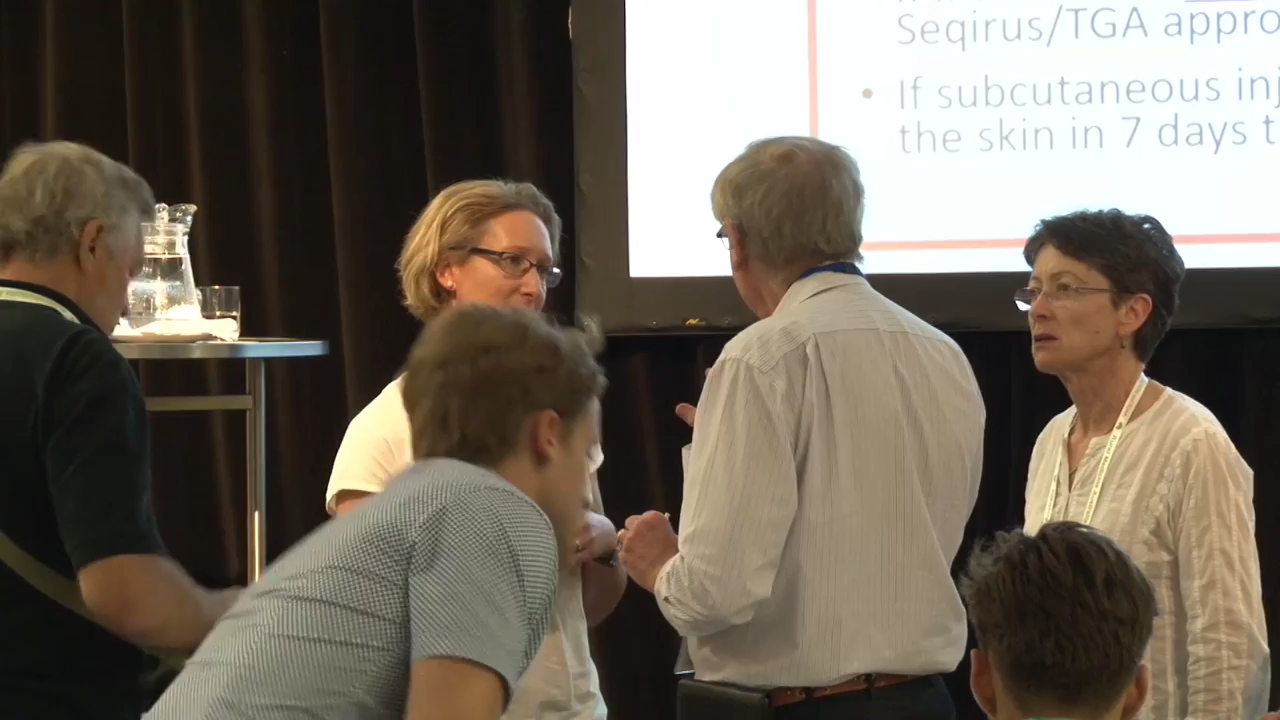 Seqirus/TGA appro
• If subcutaneous inj
the skin in 7 days t